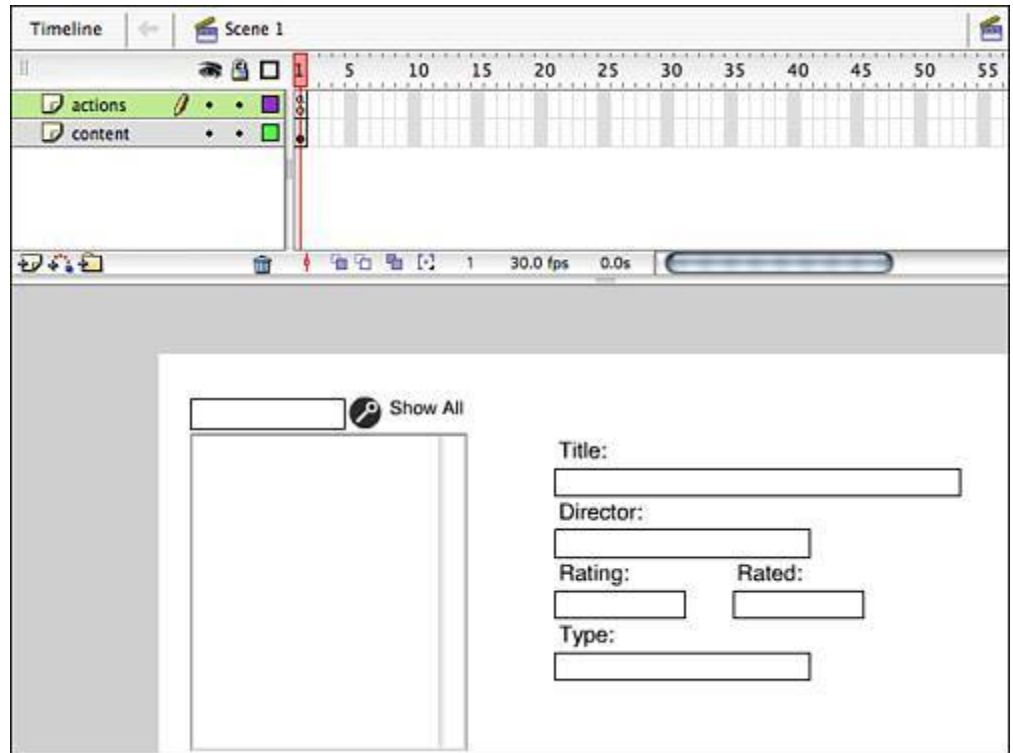 Timeline Scene 1
1 5 10 15 20 25 30 35 40 45 50 55
actions
content
1 30.0 fps 0.0s
Show All
Title:
Director:
Rating: Rated:
Type: